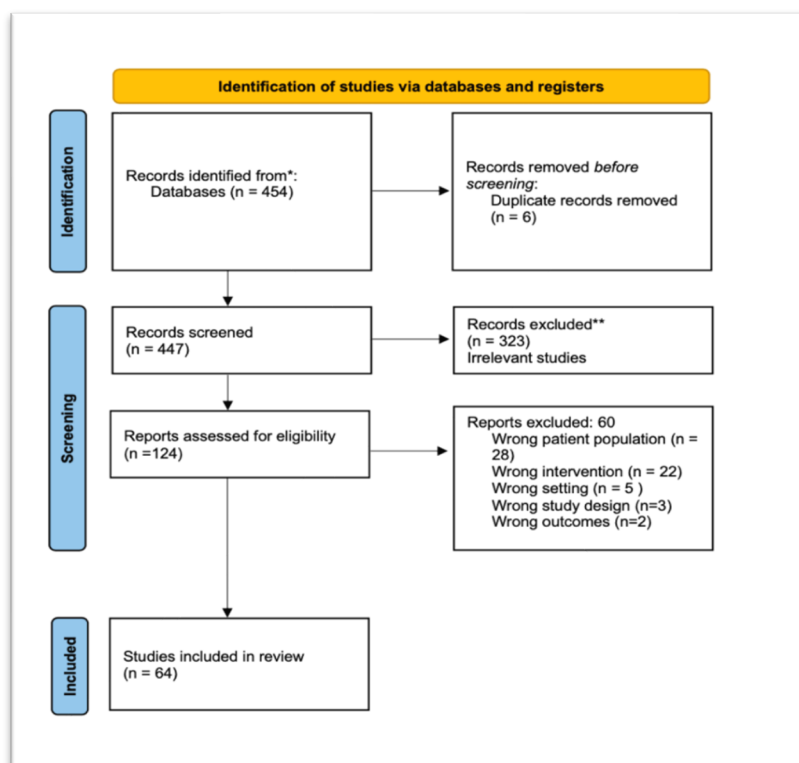 Identification of studies via databases and registers
Identification
Records identified from*:
Databases (n = 454)
Records removed before
screening:
Duplicate records removed
(n = 6)
Screening
Records screened
(n = 447)
Records excluded**
(n = 323)
Irrelevant studies
Reports assessed for eligibility
(n =124)
Reports excluded: 60
Wrong patient population (n =
28)
Wrong intervention (n = 22)
Wrong setting (n = 5 )
Wrong study design (n=3)
Wrong outcomes (n=2)
Included
Studies included in review
(n = 64)